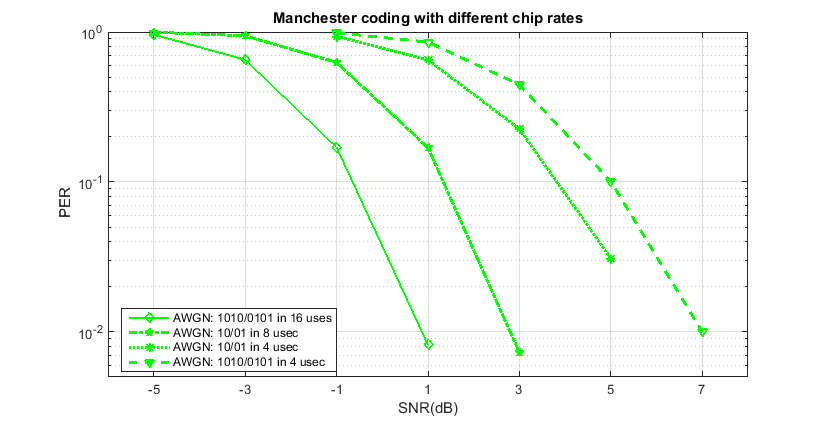 Manchester coding with different chip rates
10^0
10^-1
10^-2
PER
AWGN: 1010/0101 in 16 uses
AWGN: 10/01 in 8 usec
AWGN: 10/01 in 4 usec
AWGN: 1010/0101 in 4 usec
-5 -3 -1 1 3 5 7
SNR(dB)